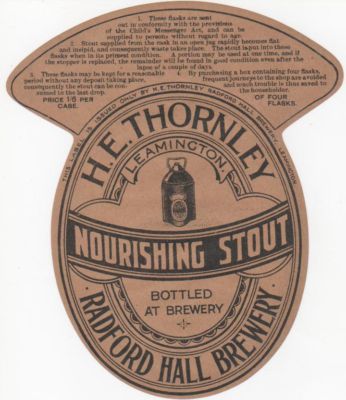 1. These flasks are sent
out in conformity with the provisions
of the Child's Messenger Act, and can be
supplied to persons without regard to age.
2. Stout supplied from the cask in an open jug rapidly becomes flat
and insipid, and consequently waste takes place. The stout is put into these
flasks when in its primest condition. A portion may be used at one time, and if
the stopper is replaced, the remainder will be found in good condition even after the
lapse of a couple of days.
3. These flasks may be kept for a reasonable
period without any deposit taking place,
consequently the stout can be consumed to the last drop.
PRICE 1/6 PER
CASE.
4. By purchasing a box containing four flasks,
frequent journeys to the shop are avoided
and much trouble is thus saved to
the householder.
OF FOUR
FLASKS.
THIS LABEL IS ISSUED ONLY BY H.E.THORNLEY RADFORD HALL BREWERY, LEAMINGTON
H.E. THORNLEY
LEAMINGTON
NOURISHING STOUT
BOTTLED
AT BREWERY
RADFORD HALL BREWERY